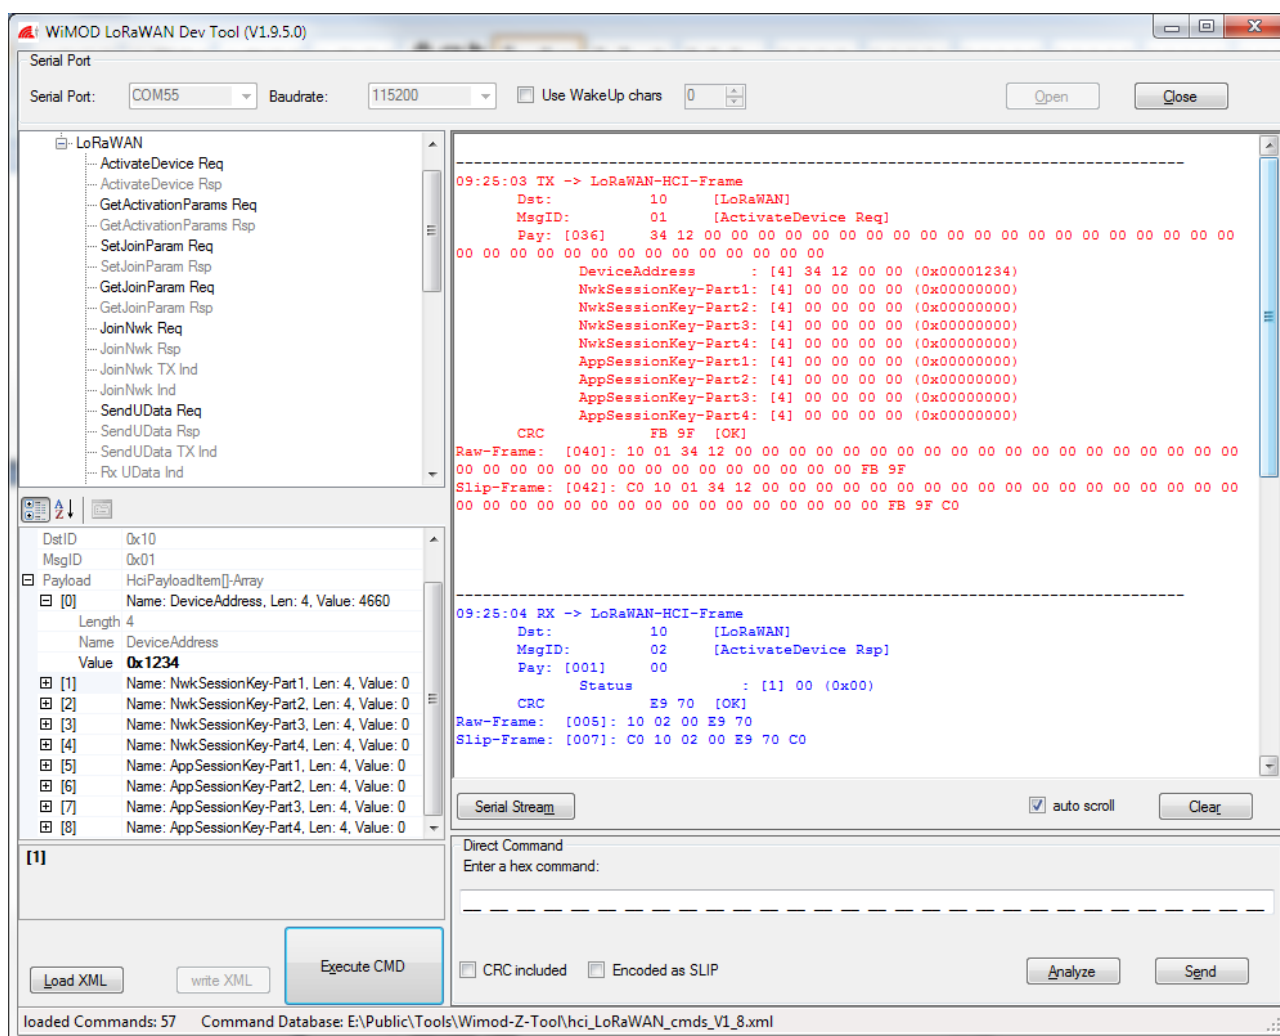 WiMOD LoRaWAN Dev Tool (V1.9.5.0)
Serial Port
Serial Port: COM55 Baudrate: 115200 Use WakeUp chars 0 Open Close
LoRaWAN
ActivateDevice Req
ActivateDevice Rsp
GetActivationParams Req
GetActivationParams Rsp
SetJoinParam Req
SetJoinParam Rsp
GetJoinParam Req
GetJoinParam Rsp
JoinNwk Req
JoinNwk Rsp
JoinNwk TX Ind
JoinNwk Ind
SendUData Req
SendUData Rsp
SendUData TX Ind
Rx UData Ind
DstID 0x10
MsgID 0x01
Payload HciPayloadItem[]-Array
[0] Name: DeviceAddress, Len: 4, Value: 4660
Length 4
Name DeviceAddress
Value 0x1234
[1] Name: NwkSessionKey-Part1, Len: 4, Value: 0
[2] Name: NwkSessionKey-Part2, Len: 4, Value: 0
[3] Name: NwkSessionKey-Part3, Len: 4, Value: 0
[4] Name: NwkSessionKey-Part4, Len: 4, Value: 0
[5] Name: AppSessionKey-Part1, Len: 4, Value: 0
[6] Name: AppSessionKey-Part2, Len: 4, Value: 0
[7] Name: AppSessionKey-Part3, Len: 4, Value: 0
[8] Name: AppSessionKey-Part4, Len: 4, Value: 0
[1]
Load XML write XML Execute CMD
09:25:03 TX -> LoRaWAN-HCI-Frame
Dst: 10 [LoRaWAN]
MsgID: 01 [ActivateDevice Req]
Pay: [036] 34 12 00 00 00 00 00 00 00 00 00 00 00 00 00 00 00 00 00 00 00 00
00 00 00 00 00 00 00 00 00 00 00 00 00 00
DeviceAddress : [4] 34 12 00 00 (0x00001234)
NwkSessionKey-Part1: [4] 00 00 00 00 (0x00000000)
NwkSessionKey-Part2: [4] 00 00 00 00 (0x00000000)
NwkSessionKey-Part3: [4] 00 00 00 00 (0x00000000)
NwkSessionKey-Part4: [4] 00 00 00 00 (0x00000000)
AppSessionKey-Part1: [4] 00 00 00 00 (0x00000000)
AppSessionKey-Part2: [4] 00 00 00 00 (0x00000000)
AppSessionKey-Part3: [4] 00 00 00 00 (0x00000000)
AppSessionKey-Part4: [4] 00 00 00 00 (0x00000000)
CRC FB 9F [OK]
Raw-Frame: [040]: 10 01 34 12 00 00 00 00 00 00 00 00 00 00 00 00 00 00 00 00 00 00 00
00 00 00 00 00 00 00 00 00 00 00 00 00 00 00 00 FB 9F
Slip-Frame: [042]: C0 10 01 34 12 00 00 00 00 00 00 00 00 00 00 00 00 00 00 00 00 00 00
00 00 00 00 00 00 00 00 00 00 00 00 00 00 00 00 FB 9F C0
09:25:04 RX -> LoRaWAN-HCI-Frame
Dst: 10 [LoRaWAN]
MsgID: 02 [ActivateDevice Rsp]
Pay: [001] 00
Status : [1] 00 (0x00)
CRC E9 70 [OK]
Raw-Frame: [005]: 10 02 00 E9 70
Slip-Frame: [007]: C0 10 02 00 E9 70 C0
Serial Stream auto scroll Clear
Direct Command
Enter a hex command:
CRC included Encoded as SLIP Analyze Send
loaded Commands: 57 Command Database: E:\Public\Tools\Wimod-Z-Tool\hci_LoRaWAN_cmds_V1_8.xml